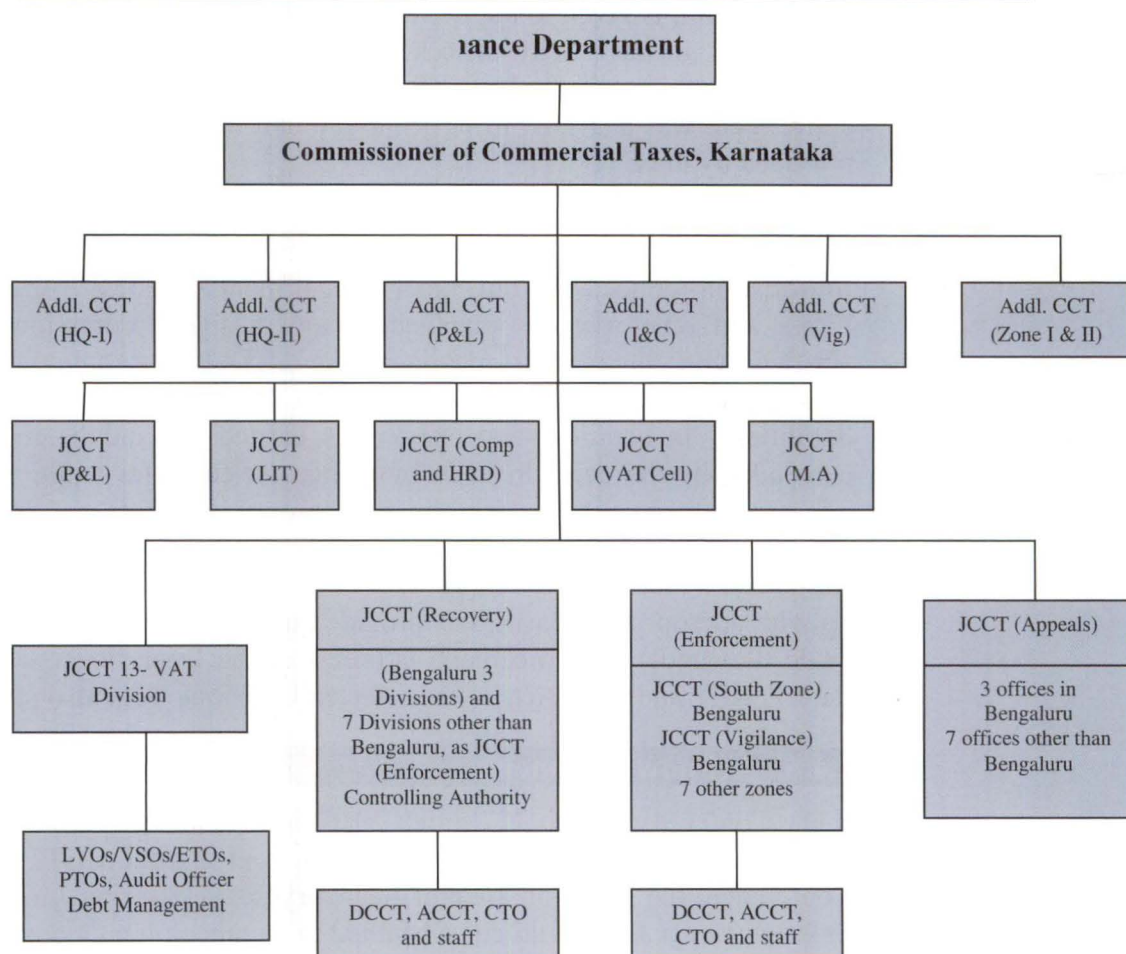 nance Department
Commissioner of Commercial Taxes, Karnataka
Addl. CCT
(HQ-I)
Addl. CCT
(HQ-II)
Addl. CCT
(P&L)
Addl. CCT
(I&C)
Addl. CCT
(Vig)
Addl. CCT
(Zone I & II)
JCCT
(P&L)
JCCT
(LIT)
JCCT (Comp
and HRD)
JCCT
(VAT Cell)
JCCT
(M.A)
JCCT 13- VAT
Division
LVOs/VSOs/ETOs,
PTOs, Audit Officer
Debt Management
JCCT (Recovery)
(Bengaluru 3
Divisions) and
7 Divisions other than
Bengaluru, as JCCT
(Enforcement)
Controlling Authority
DCCT, ACCT, CTO
and staff
JCCT
(Enforcement)
JCCT (South Zone)
Bengaluru
JCCT (Vigilance)
Bengaluru
7 other zones
DCCT, ACCT,
CTO and staff
JCCT (Appeals)
3 offices in
Bengaluru
7 offices other than
Bengaluru